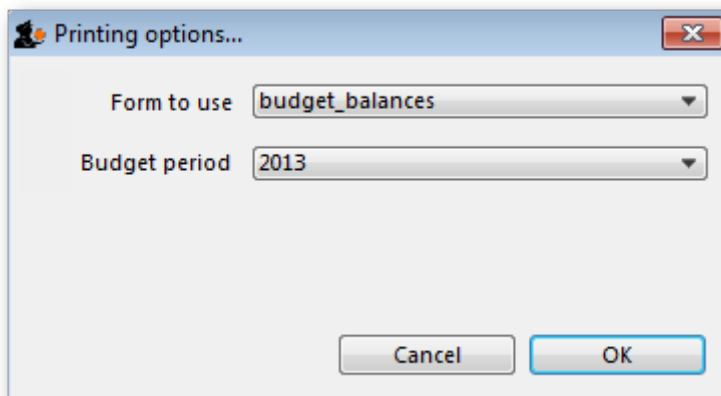 Printing options...
Form to use budget_balances
Budget period 2013
Cancel OK